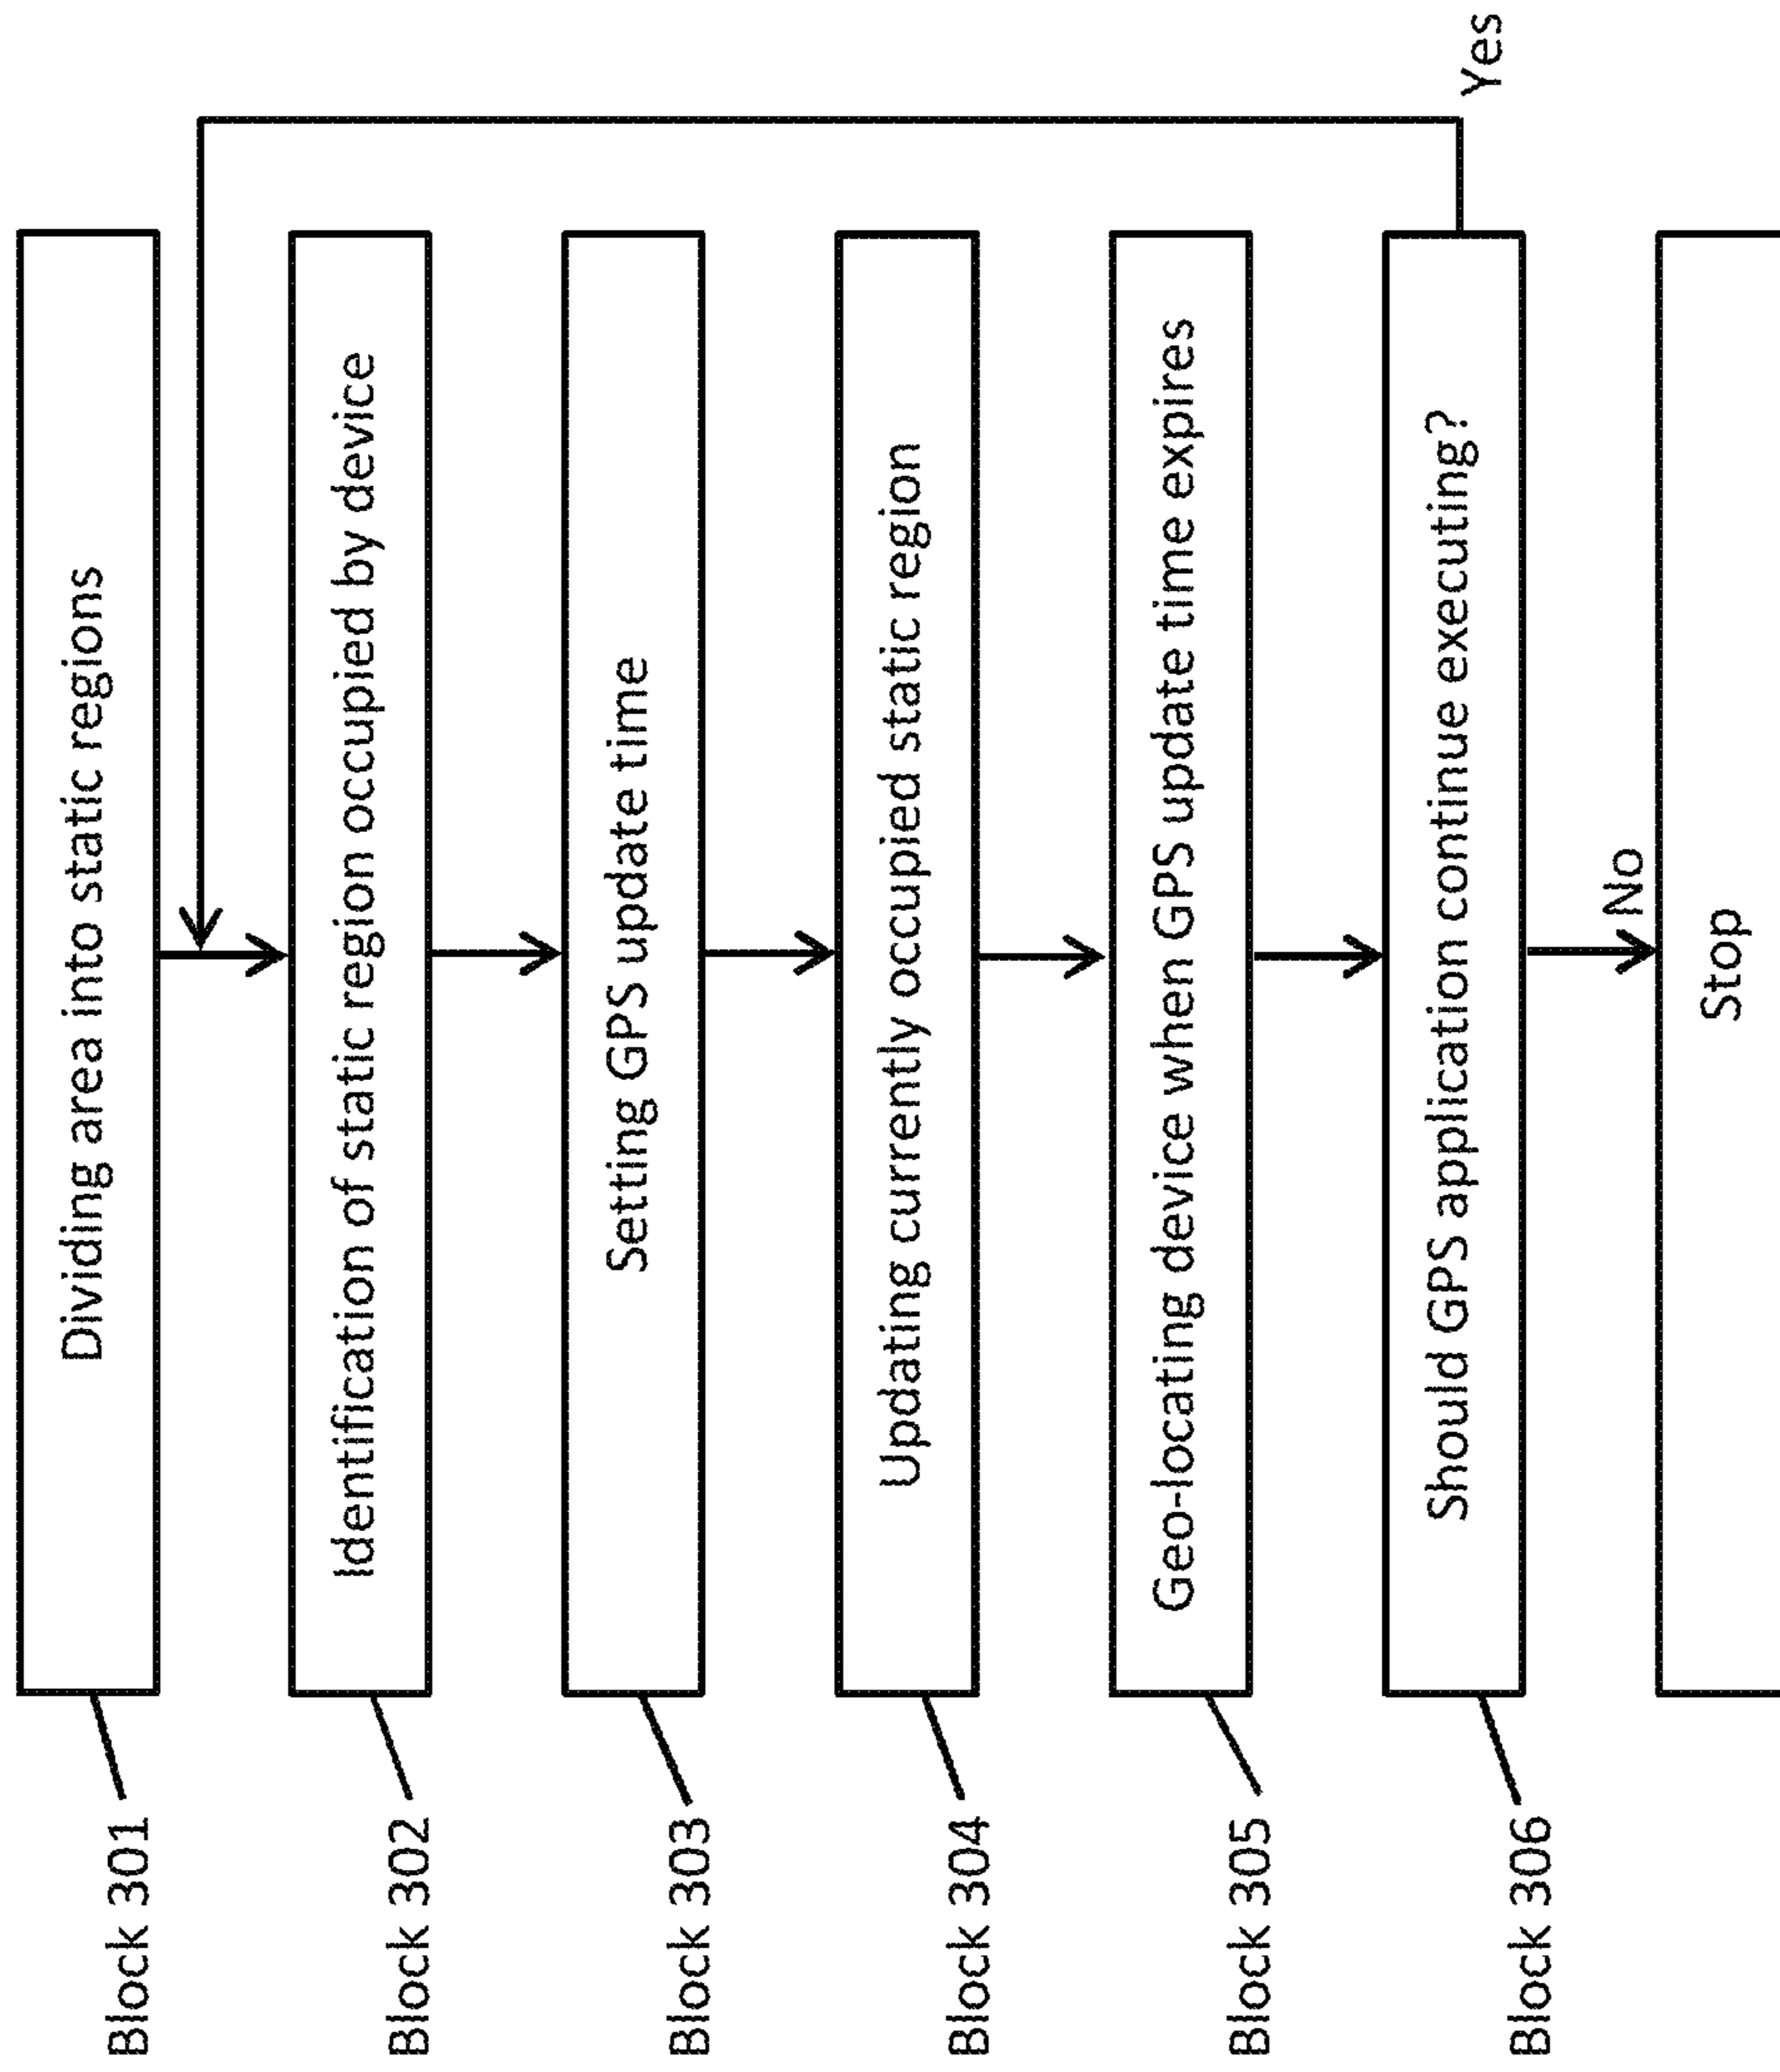 Block 301
Dividing area into static regions
Block 302
Identification of static region occupied by device
Block 303
Setting GPS update time
Block 304
Updating currently occupied static region
Block 305
Geo-locating device when GPS update time expires
Block 306
Should GPS application continue executing?
Yes
No
Stop